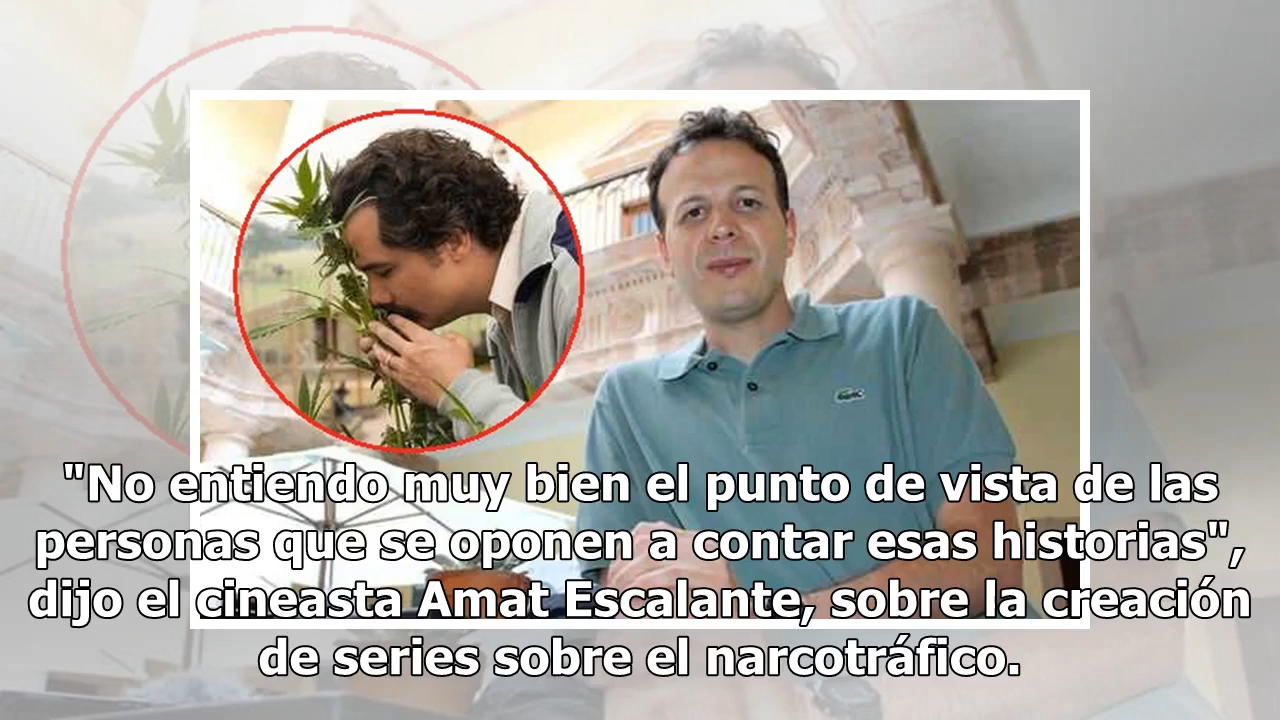 "No entiendo muy bien el punto de vista de las
personas que se oponen a contar esas historias",
dijo el cineasta Amat Escalante, sobre la creación
de series sobre el narcotráfico.